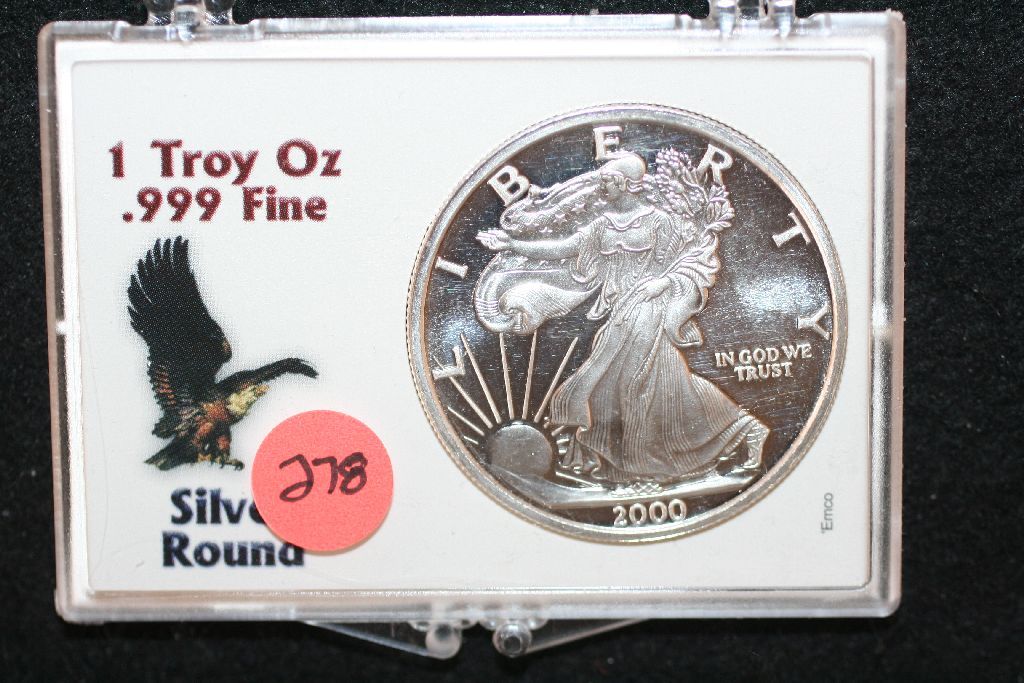 1 Troy Oz
.999 Fine
278
Silve
Round
LIBERTY
IN GOD WE
TRUST
2000
'Emco